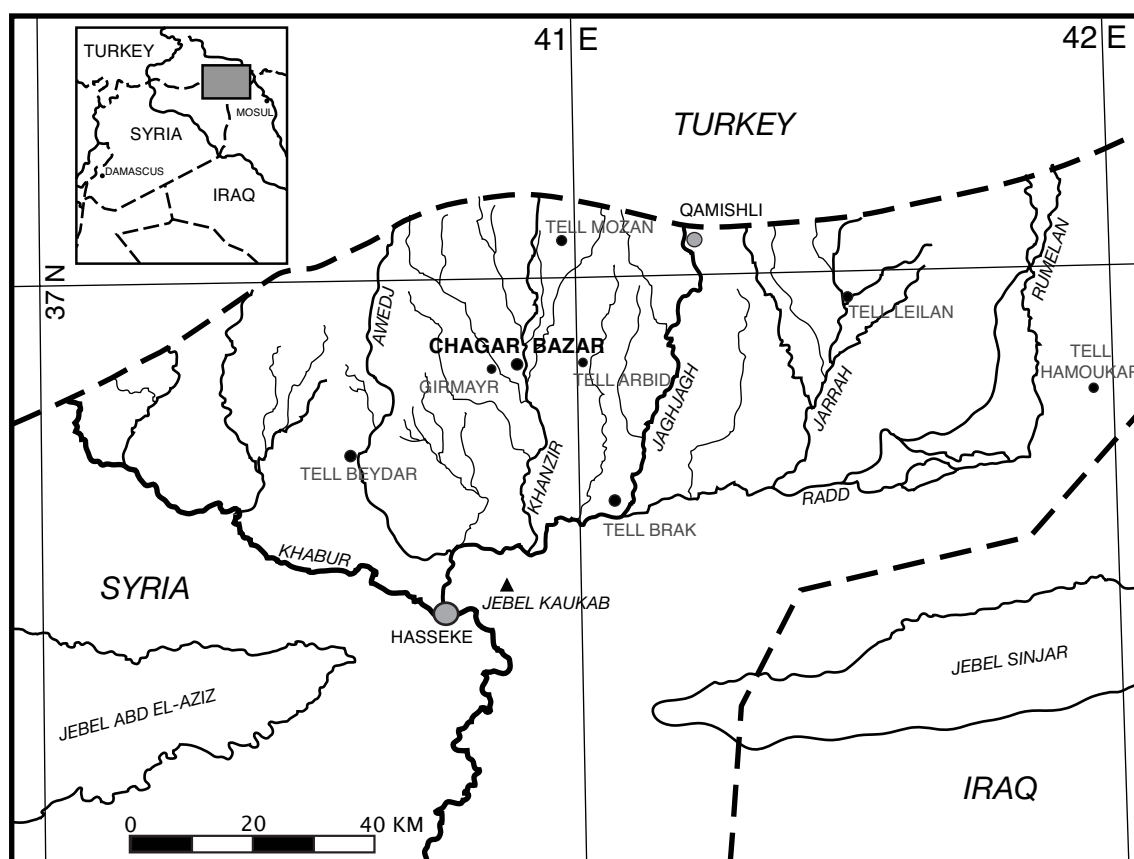 41 E
42 E
TURKEY
MOSUL
SYRIA
DAMASCUS
IRAQ
TURKEY
QAMISHLI
TELL MOZAN
37 N
AWEDJ
RUMELAN
TELL LEILAN
CHAGAR BAZAR
GIRMAYR
TELL ARBID
TELL
HAMOUKAR
JAGHJAGH
JARRAH
TELL BEYDAR
KHANZIR
RADD
TELL BRAK
KHABUR
SYRIA
JEBEL KAUKAB
HASSEKE
JEBEL SINJAR
JEBEL ABD EL-AZIZ
IRAQ
0 20 40 KM